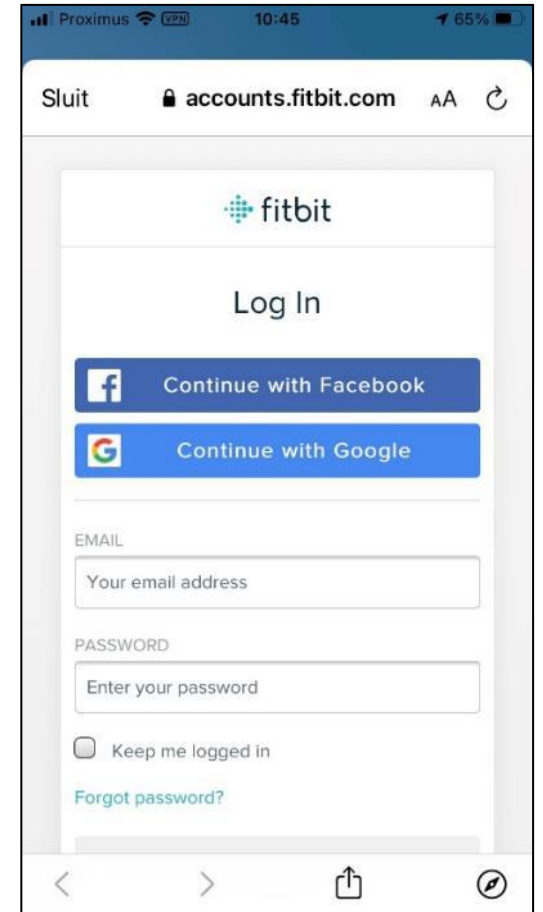 Proximus VPN 10:45 65%
Sluit accounts.fitbit.com AA
fitbit
Log In
Continue with Facebook
Continue with Google
EMAIL
Your email address
PASSWORD
Enter your password
Keep me logged in
Forgot password?